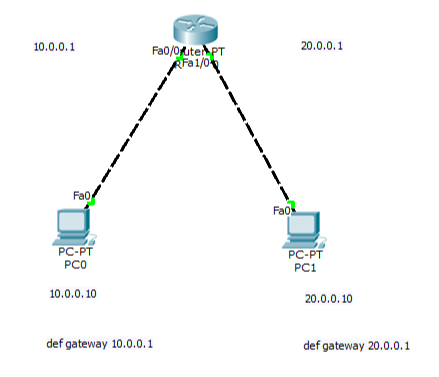 10.0.0.1
20.0.0.1
Fa0/0
uter-PT
Fa1/0
Fa0
Fa0
PC-PT
PC0
PC-PT
PC1
10.0.0.10
20.0.0.10
def gateway 10.0.0.1
def gateway 20.0.0.1